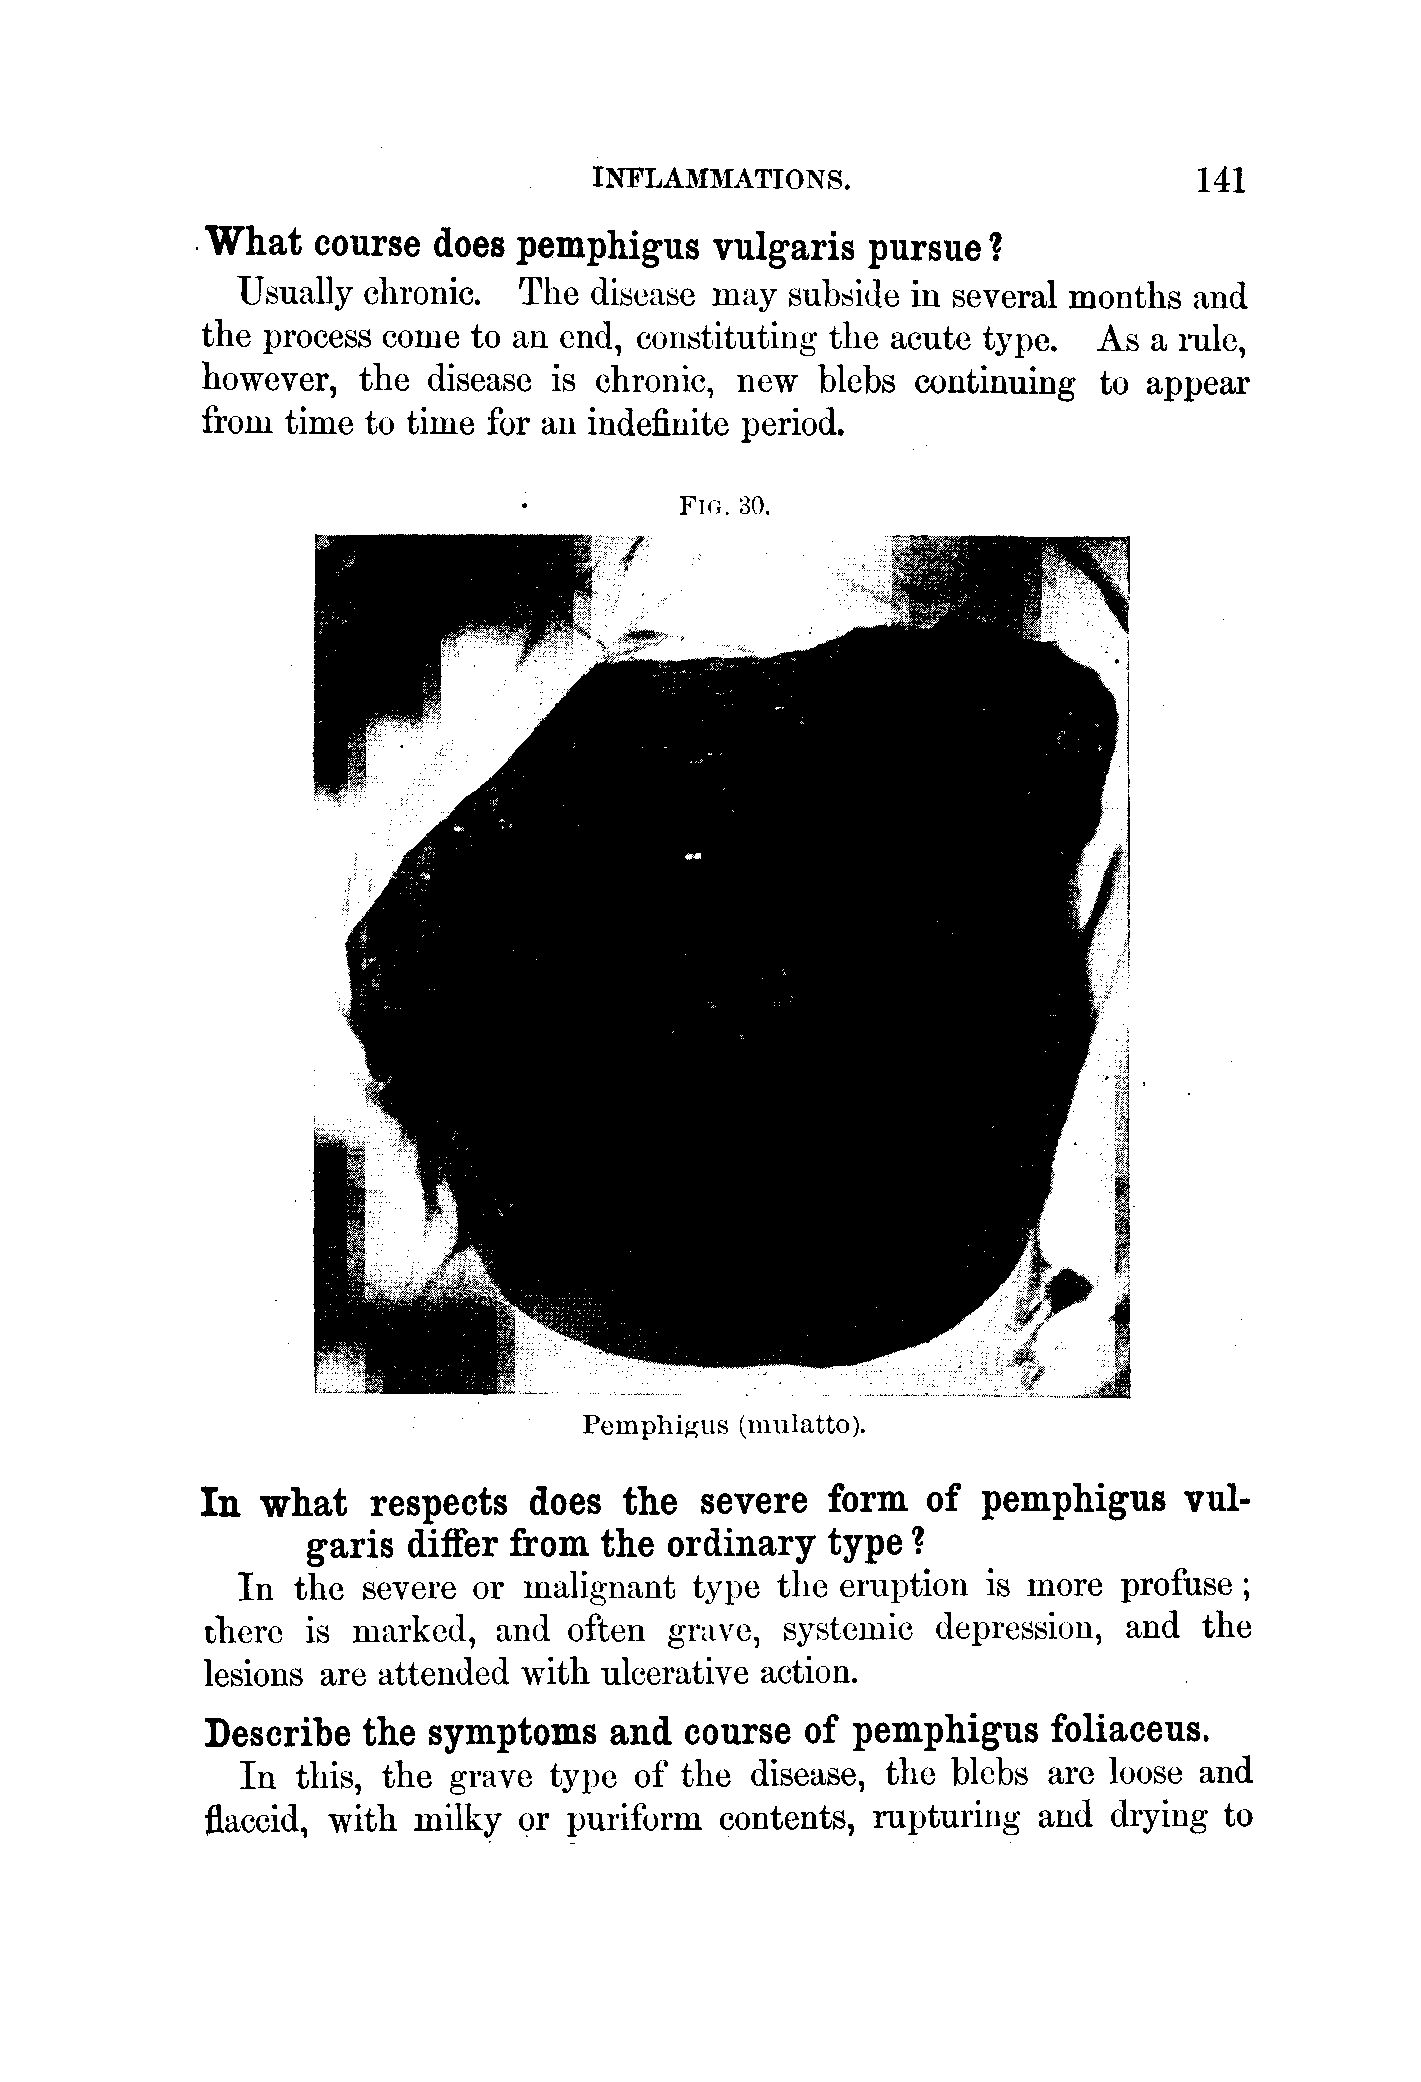 INFLAMMATIONS. 141
What course does pemphigus vulgaris pursue?
Usually chronic. The disease may subside in several months and
the process come to an end, constituting the acute type. As a rule,
however, the disease is chronic, new blebs continuing to appear
from time to time for an indefinite period.
FIG. 30.
Pemphigus (mulatto).
In what respects does the severe form of pemphigus vul-
garis differ from the ordinary type?
In the severe or malignant type the eruption is more profuse;
there is marked, and often grave, systemic depression, and the
lesions are attended with ulcerative action.
Describe the symptoms and course of pemphigus foliaceus.
In this, the grave type of the disease, the blebs are loose and
flaccid, with milky or puriform contents, rupturing and drying to